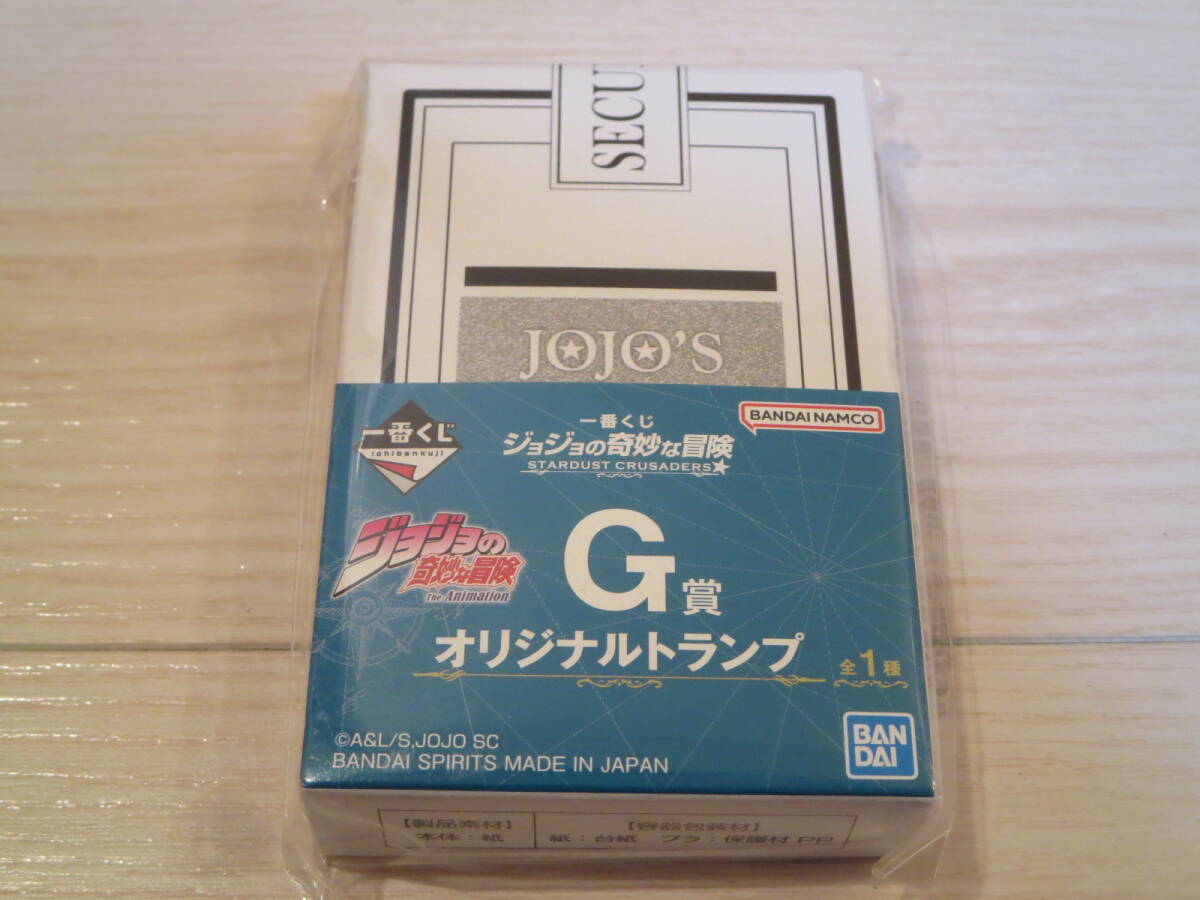 SECU
JOJO'S
一番くじ
ichibankuji
一番くじ
ジョジョの奇妙な冒険
STARDUST CRUSADERS
BANDAI NAMCO
ジョジョの
奇妙な冒険
The Animation
G賞
オリジナルトランプ
全1種
©A&L/S,JOJO SC
BANDAI SPIRITS MADE IN JAPAN
BAN
DAI
【製品素材】
本体：紙
【容器包装材】
紙：台紙 プラ：保護材 PP